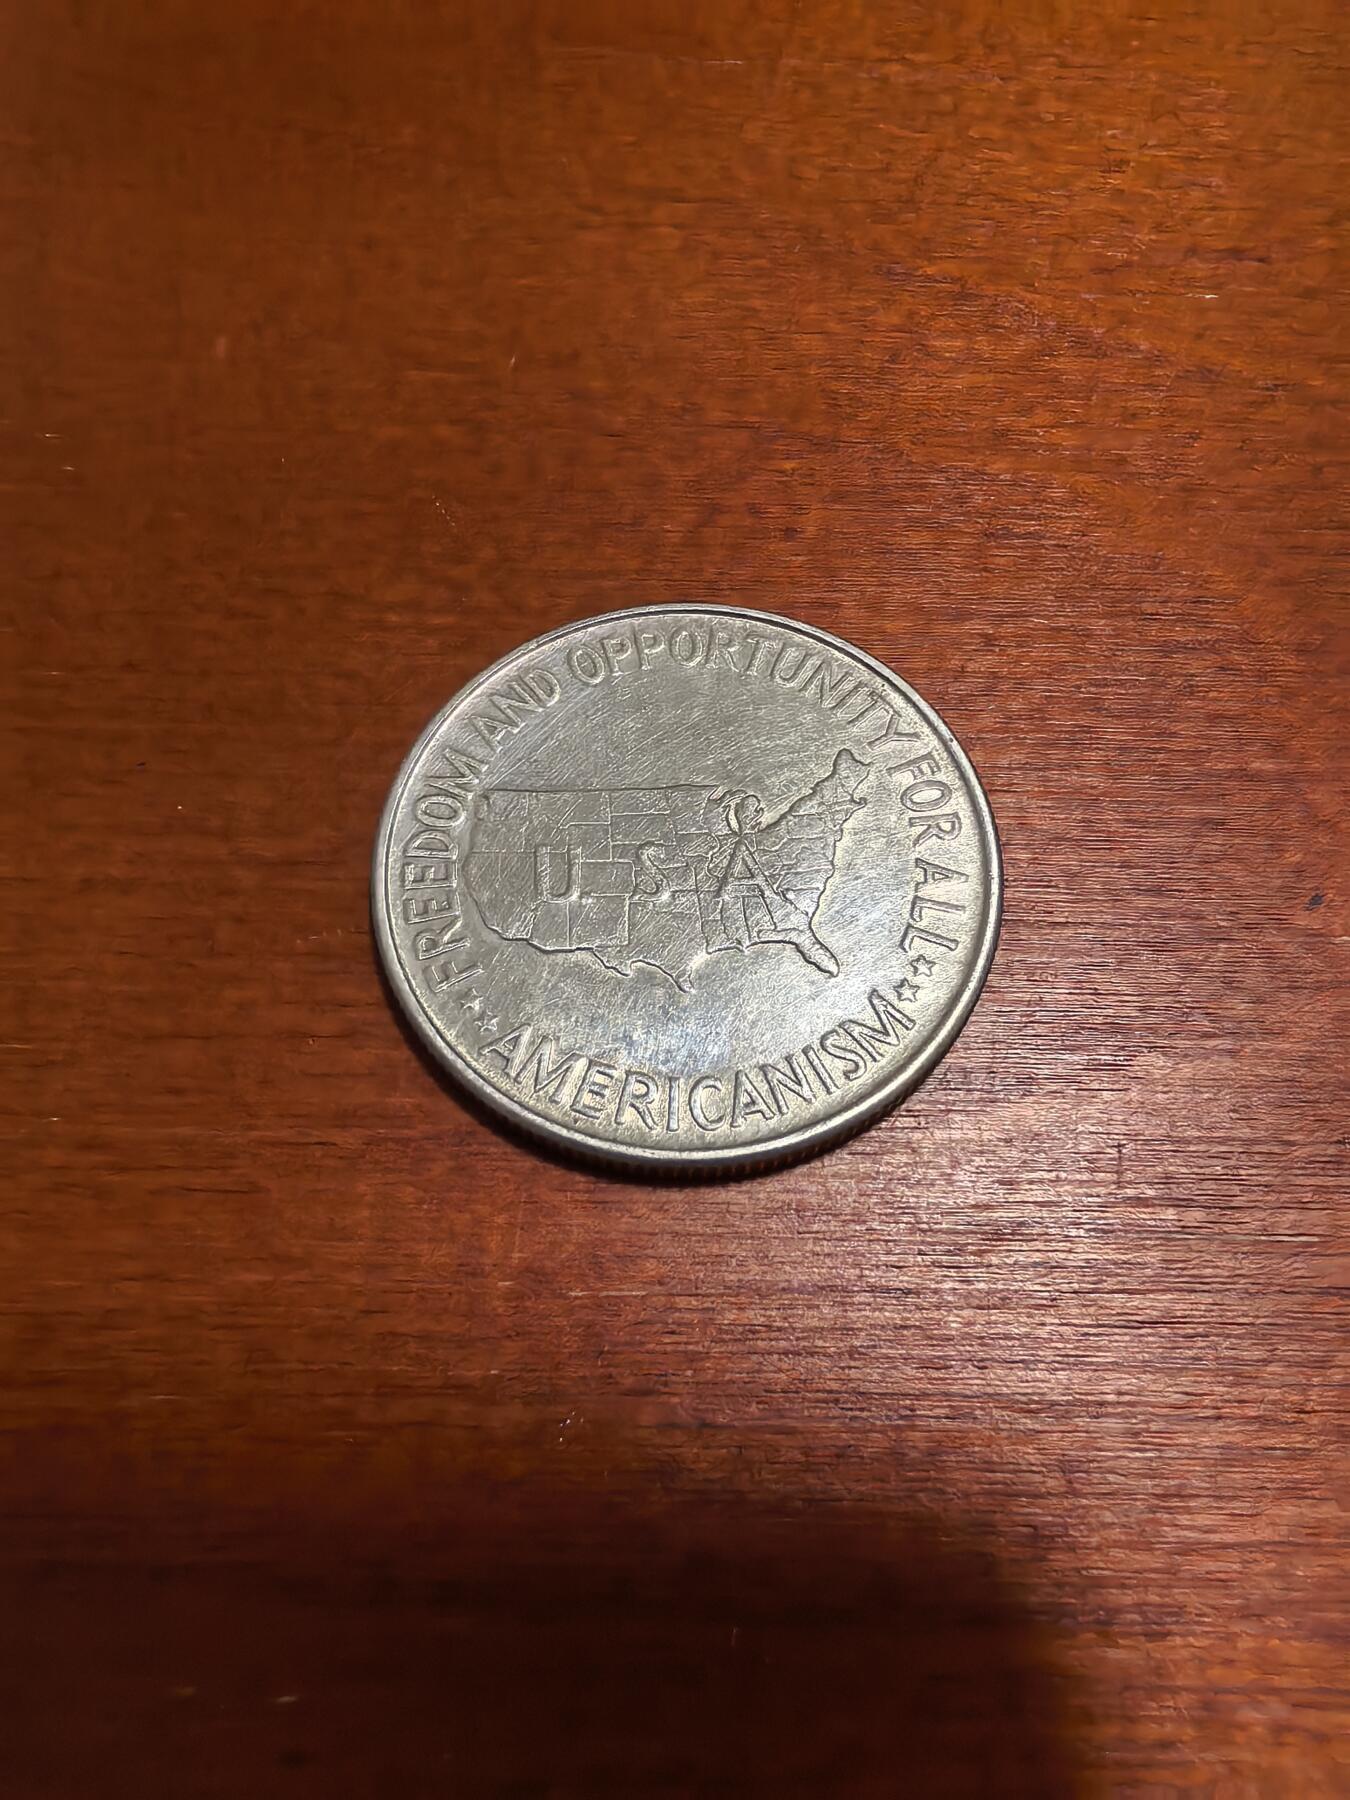 FREEDOM AND OPPORTUNITY FOR ALL
U.S.A
AMERICANISM